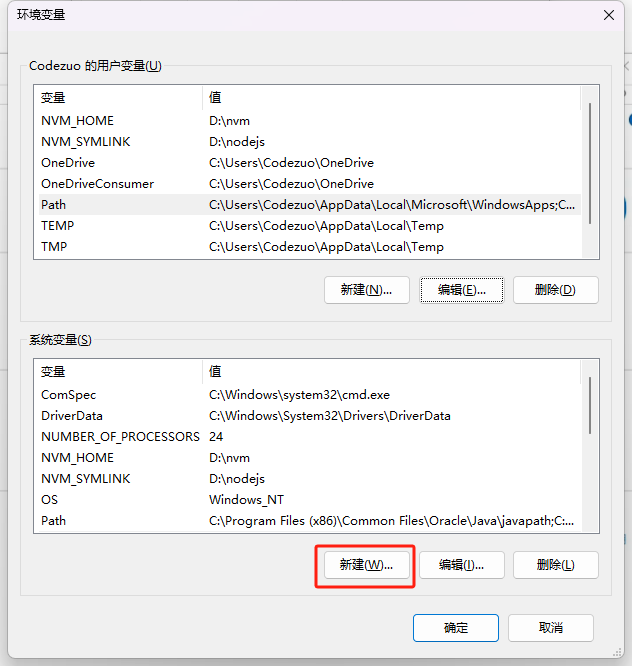 环境变量
Codezuo 的用户变量(U)
变量 值
NVM_HOME D:\nvm
NVM_SYMLINK D:\nodejs
OneDrive C:\Users\Codezuo\OneDrive
OneDriveConsumer C:\Users\Codezuo\OneDrive
Path C:\Users\Codezuo\AppData\Local\Microsoft\WindowsApps;C...
TEMP C:\Users\Codezuo\AppData\Local\Temp
TMP C:\Users\Codezuo\AppData\Local\Temp
新建(N)... 编辑(E)... 删除(D)
系统变量(S)
变量 值
ComSpec C:\Windows\system32\cmd.exe
DriverData C:\Windows\System32\Drivers\DriverData
NUMBER_OF_PROCESSORS 24
NVM_HOME D:\nvm
NVM_SYMLINK D:\nodejs
OS Windows_NT
Path C:\Program Files (x86)\Common Files\Oracle\Java\javapath;C:...
新建(W)... 编辑(I)... 删除(L)
确定 取消